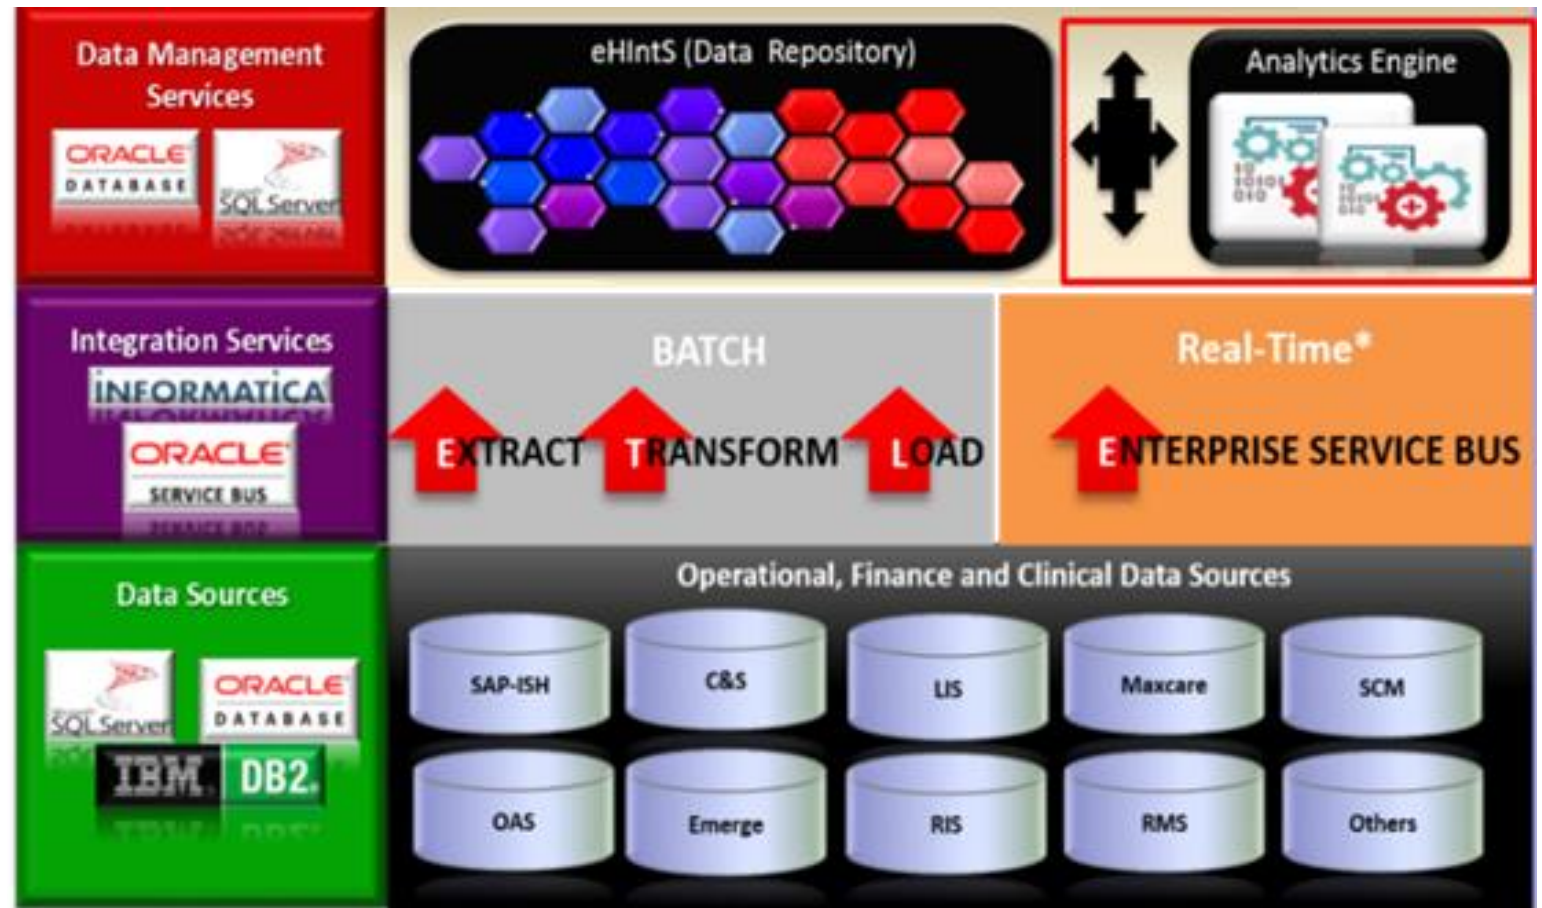 Data Management
Services
ORACLE
DATABASE
Microsoft
SQL Server
eHIntS (Data Repository)
Analytics Engine
Integration Services
INFORMATICA
ORACLE
SERVICE BUS
BATCH
EXTRACT TRANSFORM LOAD
Real-Time*
ENTERPRISE SERVICE BUS
Data Sources
SQL Server
ORACLE
DATABASE
IBM DB2
Operational, Finance and Clinical Data Sources
SAP-ISH C&S LIS Maxcare SCM
OAS Emerge RIS RMS Others